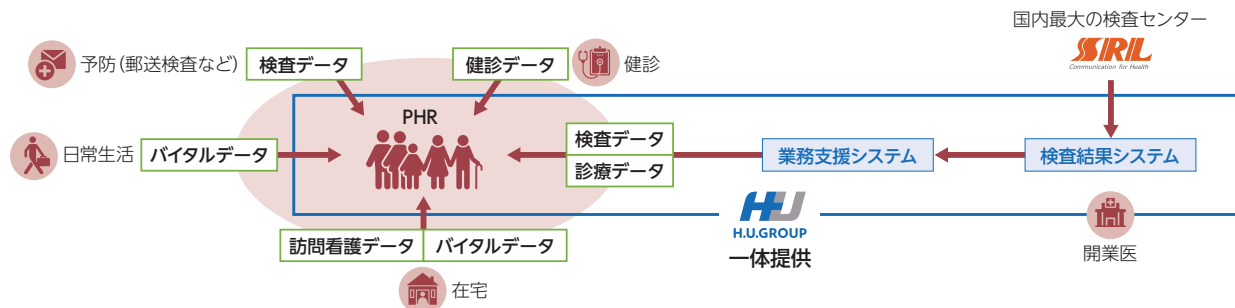 国内最大の検査センター
SRL
Communication for Health
予防(郵送検査など)
検査データ
健診データ
健診
PHR
日常生活
バイタルデータ
検査データ
診療データ
業務支援システム
検査結果システム
H.U.GROUP
一体提供
開業医
訪問看護データ
バイタルデータ
在宅